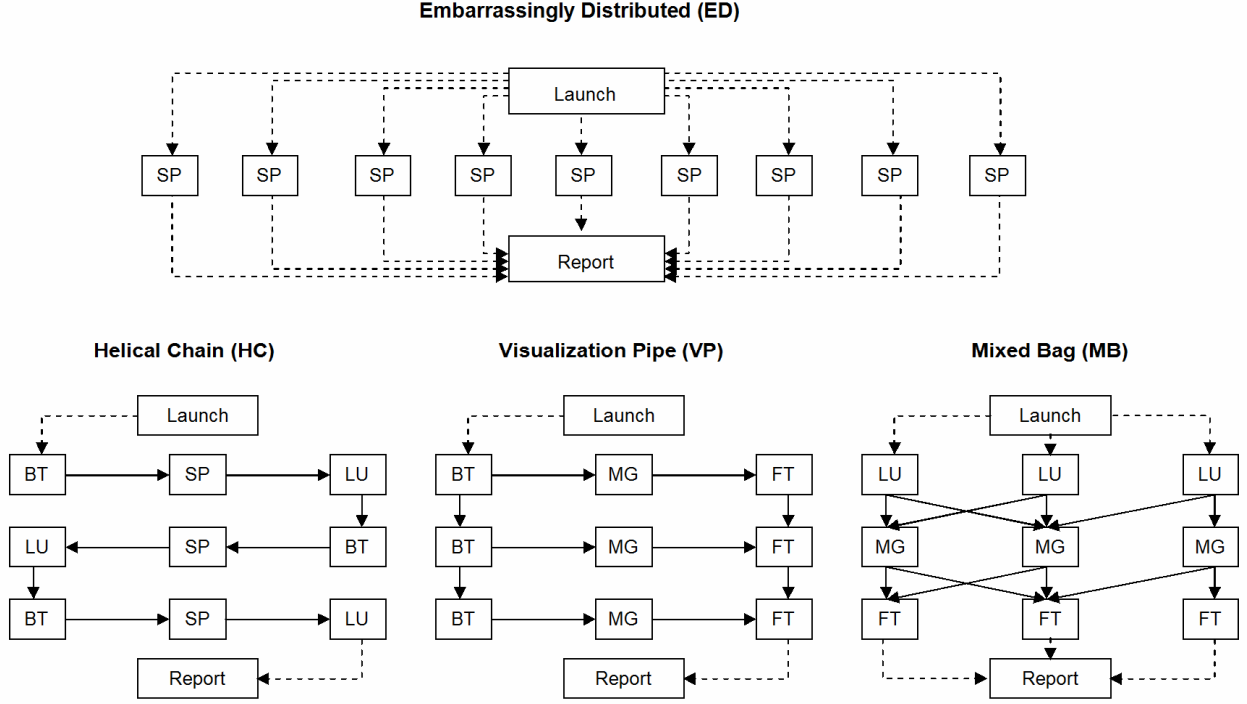 Embarrassingly Distributed (ED)
Launch
SP SP SP SP SP SP SP SP SP
Report
Helical Chain (HC) Visualization Pipe (VP) Mixed Bag (MB)
Launch Launch Launch
BT SP LU BT MG FT LU LU LU
LU SP BT BT MG FT MG MG MG
BT SP LU BT MG FT FT FT FT
Report Report Report